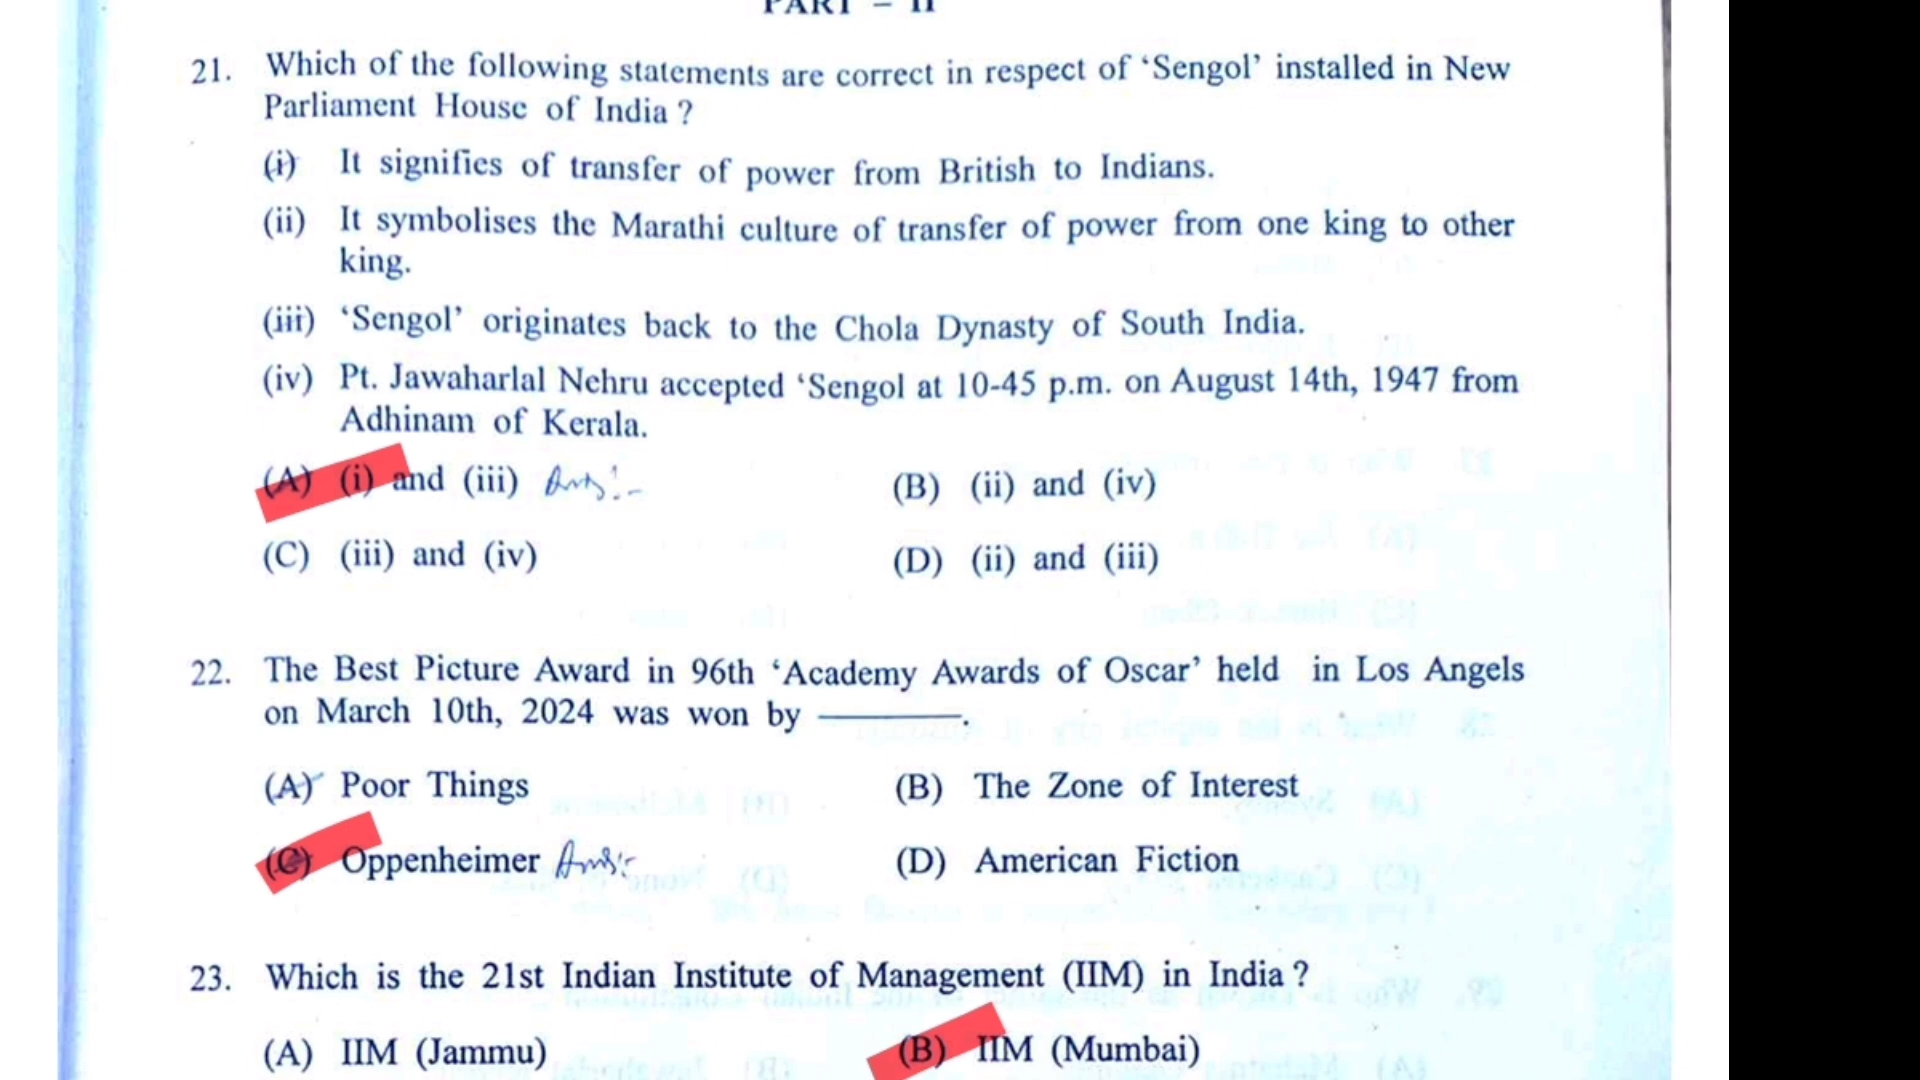 PART – II
21. Which of the following statements are correct in respect of ‘Sengol’ installed in New
Parliament House of India ?
(i) It signifies of transfer of power from British to Indians.
(ii) It symbolises the Marathi culture of transfer of power from one king to other
king.
(iii) ‘Sengol’ originates back to the Chola Dynasty of South India.
(iv) Pt. Jawaharlal Nehru accepted ‘Sengol at 10-45 p.m. on August 14th, 1947 from
Adhinam of Kerala.
(A) (i) and (iii) Ans:- (B) (ii) and (iv)
(C) (iii) and (iv) (D) (ii) and (iii)
22. The Best Picture Award in 96th ‘Academy Awards of Oscar’ held in Los Angels
on March 10th, 2024 was won by ———.
(A) Poor Things (B) The Zone of Interest
(C) Oppenheimer Ans:- (D) American Fiction
23. Which is the 21st Indian Institute of Management (IIM) in India ?
(A) IIM (Jammu) (B) IIM (Mumbai)